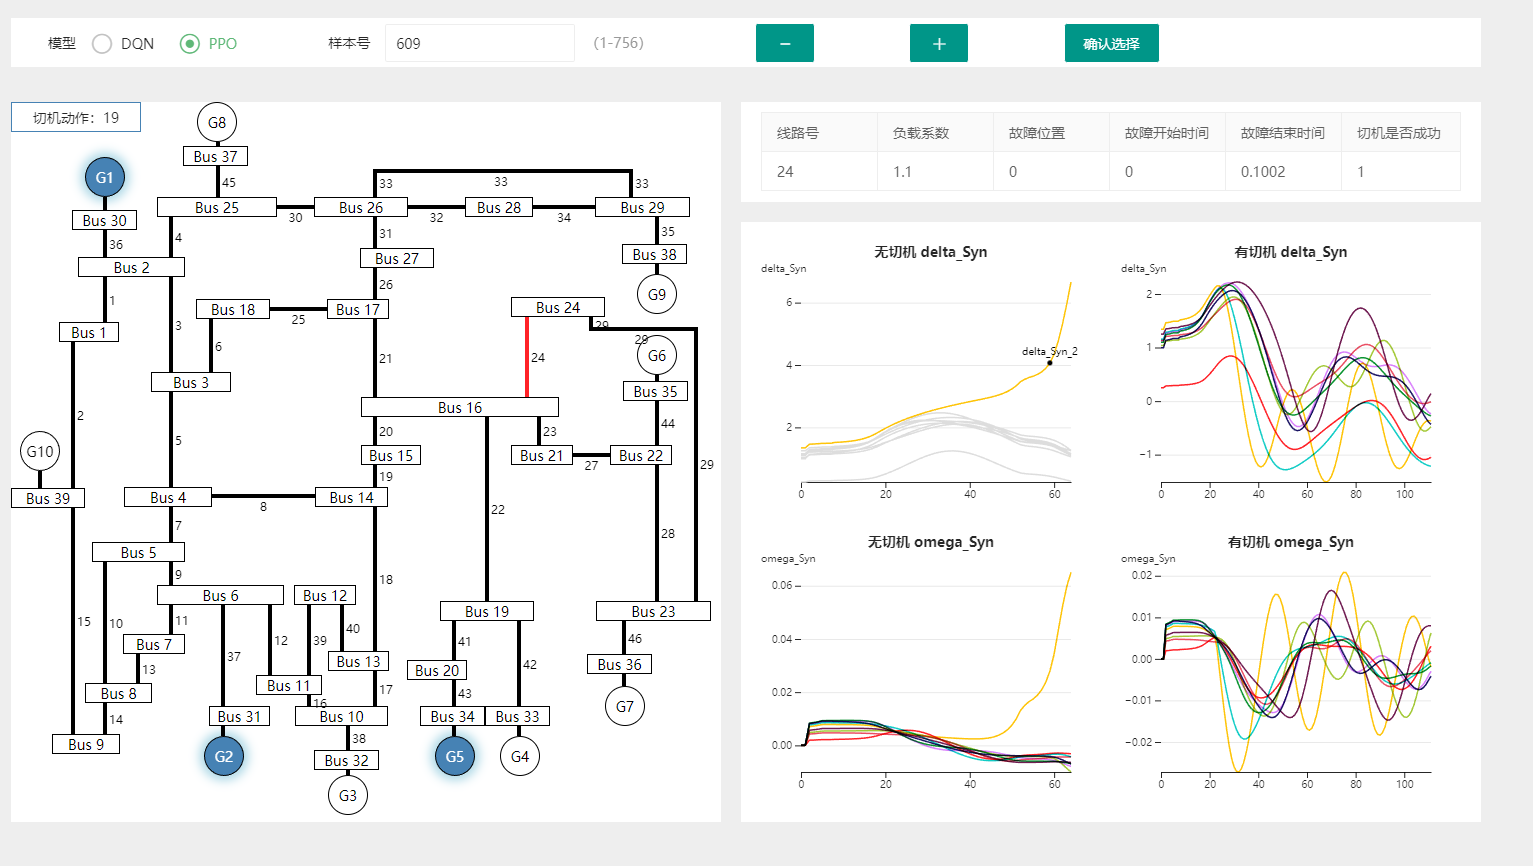 模型 DQN PPO 样本号 609 (1-756) − + 确认选择
切机动作：19
G8
Bus 37
G1
45
33 33 33
Bus 25 Bus 26 Bus 28 Bus 29
30 32 34
Bus 30
36 4 31 35
Bus 2 Bus 27 Bus 38
26
1 G9
Bus 18 Bus 17 Bus 24
25 29
3
Bus 1
6 29
21 24 G6
Bus 3 Bus 35
Bus 16
2
20 23 44
5
G10 Bus 15 Bus 21 Bus 22
27 29
19
Bus 39 Bus 4 Bus 14
8
22
7 28
Bus 5
9 18
Bus 6 Bus 12
Bus 19 Bus 23
15 10 11
40
12 39 41 46
Bus 7
37
Bus 13 Bus 36
13 Bus 20 42
Bus 11
Bus 8 17 43
16
G7
14 Bus 31 Bus 10 Bus 34 Bus 33
38
Bus 9
G2 G5 G4
Bus 32
G3
线路号 负载系数 故障位置 故障开始时间 故障结束时间 切机是否成功
24 1.1 0 0 0.1002 1
无切机 delta_Syn
delta_Syn
6
delta_Syn_2
4
2
0 20 40 60
有切机 delta_Syn
delta_Syn
2
1
0
−1
0 20 40 60 80 100
无切机 omega_Syn
omega_Syn
0.06
0.04
0.02
0.00
0 20 40 60
有切机 omega_Syn
omega_Syn
0.02
0.01
0.00
−0.01
−0.02
0 20 40 60 80 100